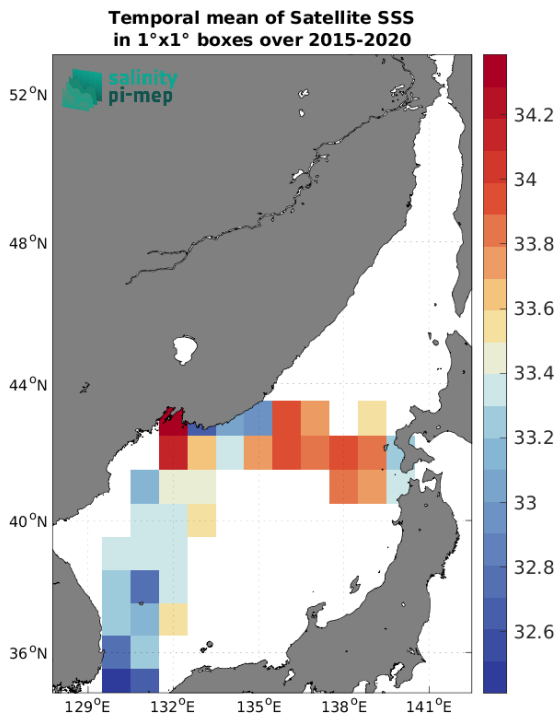 Temporal mean of Satellite SSS
in 1°x1° boxes over 2015-2020
salinity
pi-mep
52°N
48°N
44°N
40°N
36°N
129°E
132°E
135°E
138°E
141°E
34.2
34
33.8
33.6
33.4
33.2
33
32.8
32.6